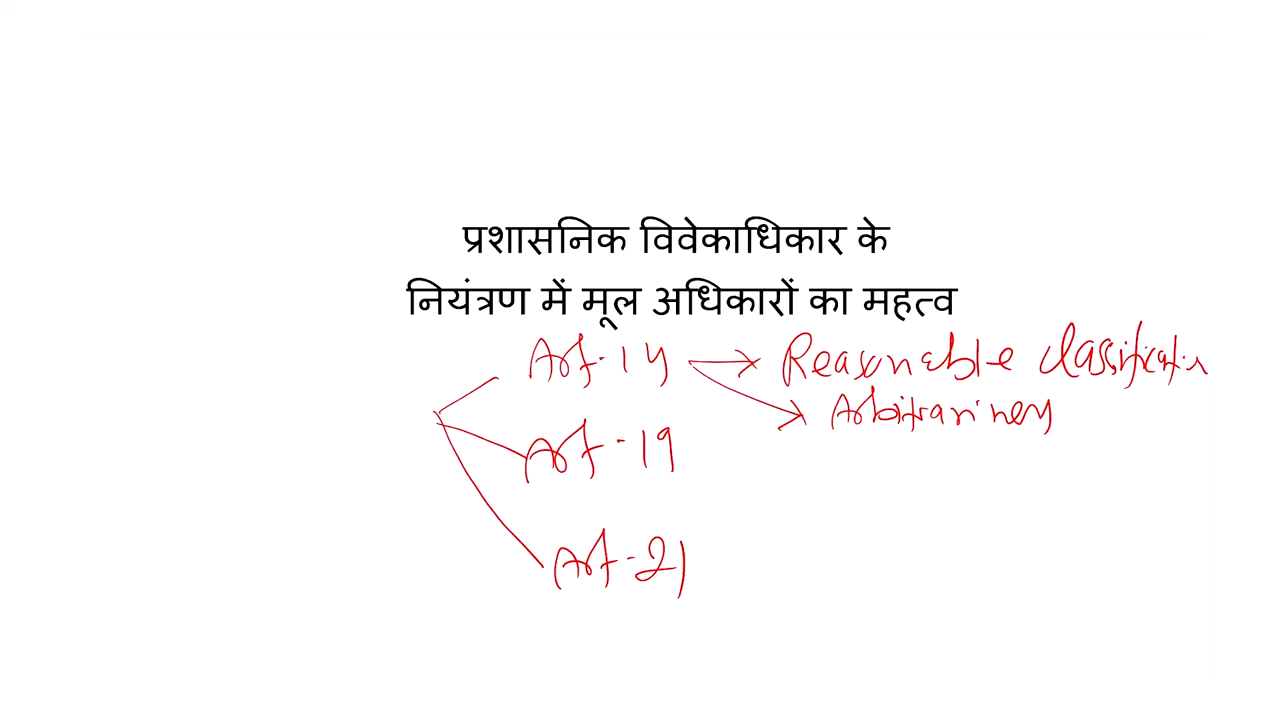 प्रशासनिक विवेकाधिकार के
नियंत्रण में मूल अधिकारों का महत्व
Art-14 → Reasonable classification
→ Arbitrariness
Art-19
Art-21